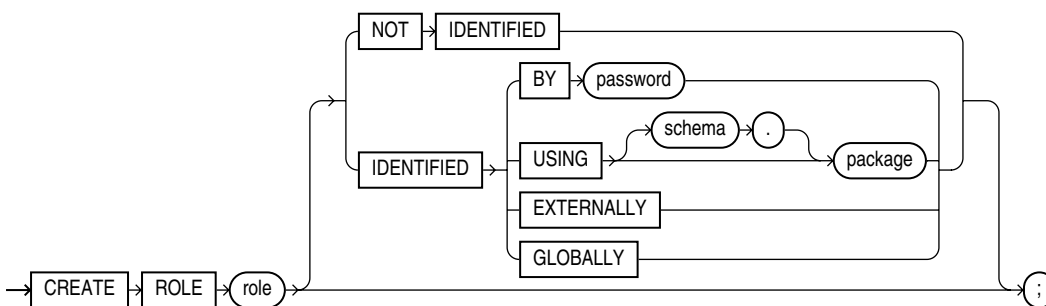 NOT IDENTIFIED
BY password
schema .
IDENTIFIED USING package
EXTERNALLY
GLOBALLY
CREATE ROLE role ;